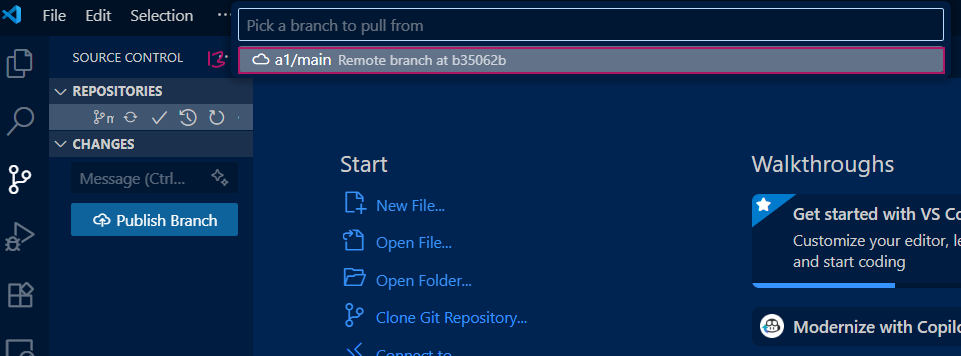 File Edit Selection ...
Pick a branch to pull from
a1/main Remote branch at b35062b
SOURCE CONTROL
REPOSITORIES
CHANGES
Message (Ctrl...
Publish Branch
Start
New File...
Open File...
Open Folder...
Clone Git Repository...
Connect to
Walkthroughs
Get started with VS Co
Customize your editor, le
and start coding
Modernize with Copilo